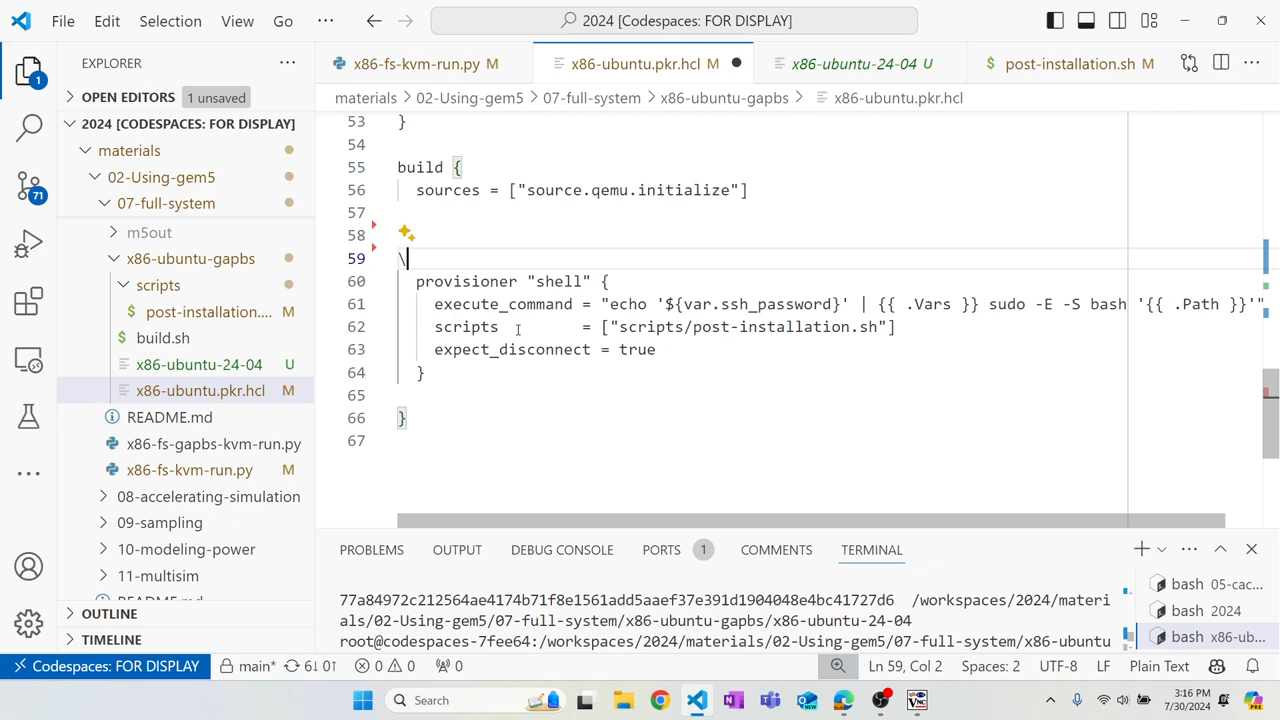 File Edit Selection View Go ··· 2024 [Codespaces: FOR DISPLAY]
EXPLORER ···
OPEN EDITORS 1 unsaved
2024 [CODESPACES: FOR DISPLAY]
materials
02-Using-gem5
07-full-system
m5out
x86-ubuntu-gapbs
scripts
post-installation.... M
build.sh
x86-ubuntu-24-04 U
x86-ubuntu.pkr.hcl M
README.md
x86-fs-gapbs-kvm-run.py
x86-fs-kvm-run.py M
08-accelerating-simulation
09-sampling
10-modeling-power
11-multisim
OUTLINE
TIMELINE
1
71
x86-fs-kvm-run.py M x86-ubuntu.pkr.hcl M x86-ubuntu-24-04 U $ post-installation.sh M ···
materials > 02-Using-gem5 > 07-full-system > x86-ubuntu-gapbs > x86-ubuntu.pkr.hcl
53 }
54
55 build {
56 sources = ["source.qemu.initialize"]
57
58
59 \
60 provisioner "shell" {
61 execute_command = "echo '${var.ssh_password}' | {{ .Vars }} sudo -E -S bash '{{ .Path }}'"
62 scripts = ["scripts/post-installation.sh"]
63 expect_disconnect = true
64 }
65
66 }
67
PROBLEMS OUTPUT DEBUG CONSOLE PORTS 1 COMMENTS TERMINAL
77a84972c212564ae4174b71f8e1561add5aaef37e391d1904048e4bc41727d6 /workspaces/2024/materi
als/02-Using-gem5/07-full-system/x86-ubuntu-gapbs/x86-ubuntu-24-04
root@codespaces-7fee64:/workspaces/2024/materials/02-Using-gem5/07-full-system/x86-ubuntu
bash 05-cac...
bash 2024
bash x86-ub...
Codespaces: FOR DISPLAY main* 6↓ 0↑ 0 0 0 Ln 59, Col 2 Spaces: 2 UTF-8 LF Plain Text
Search
3:16 PM
7/30/2024